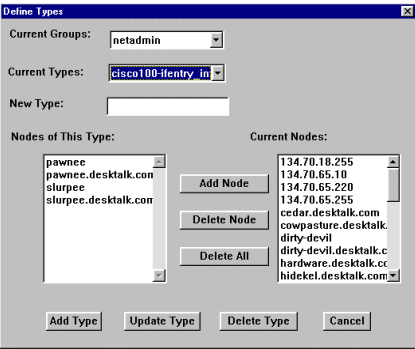 Define Types
Current Groups:
netadmin
Current Types:
cisco100-ifentry_in
New Type:
Nodes of This Type:
Current Nodes:
pawnee
pawnee.desktalk.com
slurpee
slurpee.desktalk.com
Add Node
Delete Node
Delete All
134.70.18.255
134.70.65.10
134.70.65.220
134.70.65.255
cedar.desktalk.com
cowpasture.desktalk.
dirty-devil
dirty-devil.desktalk.c
hardware.desktalk.co
hidekel.desktalk.com
Add Type
Update Type
Delete Type
Cancel